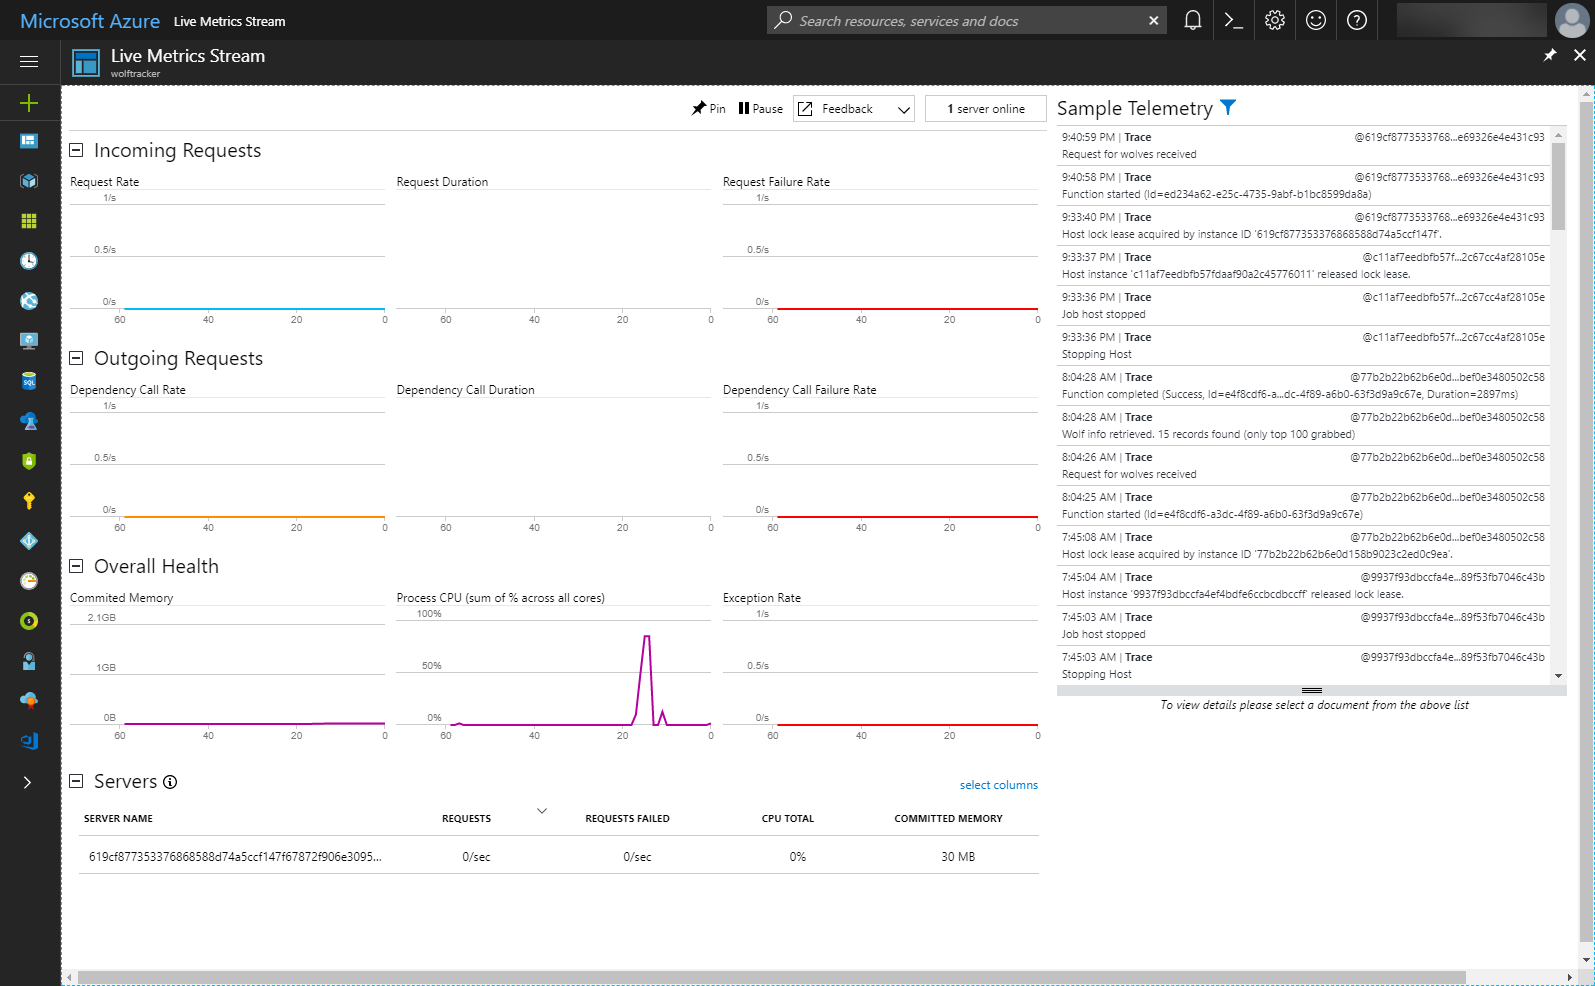 Microsoft Azure Live Metrics Stream
Search resources, services and docs
Live Metrics Stream
wolftracker
Pin Pause Feedback 1 server online
Incoming Requests
Request Rate
1/s
0.5/s
0/s
60 40 20 0
Request Duration
60 40 20 0
Request Failure Rate
1/s
0.5/s
0/s
60 40 20 0
Outgoing Requests
Dependency Call Rate
1/s
0.5/s
0/s
60 40 20 0
Dependency Call Duration
60 40 20 0
Dependency Call Failure Rate
1/s
0.5/s
0/s
60 40 20 0
Overall Health
Commited Memory
2.1GB
1GB
0B
60 40 20 0
Process CPU (sum of % across all cores)
100%
50%
0%
60 40 20 0
Exception Rate
1/s
0.5/s
0/s
60 40 20 0
Servers
select columns
SERVER NAME REQUESTS REQUESTS FAILED CPU TOTAL COMMITTED MEMORY
619cf877353376868588d74a5ccf147f67872f906e3095... 0/sec 0/sec 0% 30 MB
Sample Telemetry
9:40:59 PM | Trace @619cf8773533768...e69326e4e431c93
Request for wolves received
9:40:58 PM | Trace @619cf8773533768...e69326e4e431c93
Function started (Id=ed234a62-e25c-4735-9abf-b1bc8599da8a)
9:33:40 PM | Trace @619cf8773533768...e69326e4e431c93
Host lock lease acquired by instance ID '619cf877353376868588d74a5ccf147f'.
9:33:37 PM | Trace @c11af7eedbfb57f...2c67cc4af28105e
Host instance 'c11af7eedbfb57fdaaf90a2c45776011' released lock lease.
9:33:36 PM | Trace @c11af7eedbfb57f...2c67cc4af28105e
Job host stopped
9:33:36 PM | Trace @c11af7eedbfb57f...2c67cc4af28105e
Stopping Host
8:04:28 AM | Trace @77b2b22b62b6e0d...bef0e3480502c58
Function completed (Success, Id=e4f8cdf6-a...dc-4f89-a6b0-63f3d9a9c67e, Duration=2897ms)
8:04:28 AM | Trace @77b2b22b62b6e0d...bef0e3480502c58
Wolf info retrieved. 15 records found (only top 100 grabbed)
8:04:26 AM | Trace @77b2b22b62b6e0d...bef0e3480502c58
Request for wolves received
8:04:25 AM | Trace @77b2b22b62b6e0d...bef0e3480502c58
Function started (Id=e4f8cdf6-a3dc-4f89-a6b0-63f3d9a9c67e)
7:45:08 AM | Trace @77b2b22b62b6e0d...bef0e3480502c58
Host lock lease acquired by instance ID '77b2b22b62b6e0d158b9023c2ed0c9ea'.
7:45:04 AM | Trace @9937f93dbccfa4e...89f53fb7046c43b
Host instance '9937f93dbccfa4ef4bdfe6ccbcdbccff' released lock lease.
7:45:03 AM | Trace @9937f93dbccfa4e...89f53fb7046c43b
Job host stopped
7:45:03 AM | Trace @9937f93dbccfa4e...89f53fb7046c43b
Stopping Host
To view details please select a document from the above list